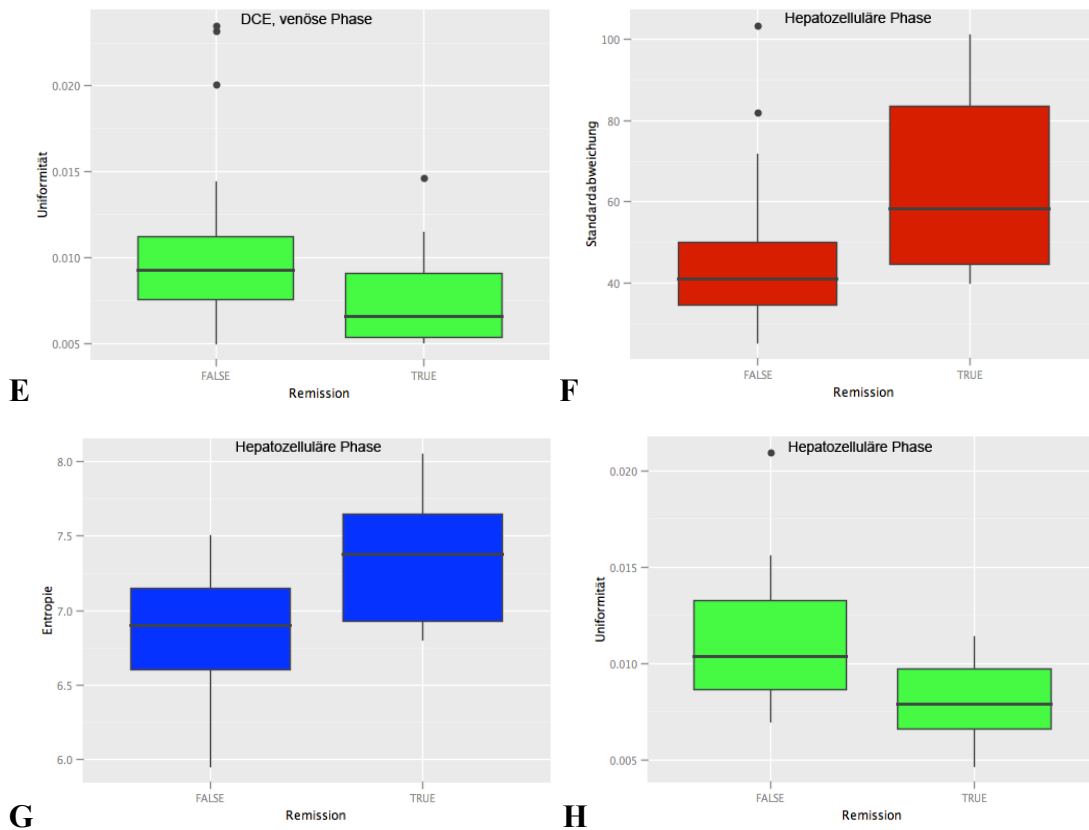 DCE, venöse Phase
Uniformität
0.020
0.015
0.010
0.005
FALSE TRUE
Remission
E
Hepatozelluläre Phase
Standardabweichung
100
80
60
40
FALSE TRUE
Remission
F
Hepatozelluläre Phase
Entropie
8.0
7.5
7.0
6.5
6.0
FALSE TRUE
Remission
G
Hepatozelluläre Phase
Uniformität
0.020
0.015
0.010
0.005
FALSE TRUE
Remission
H